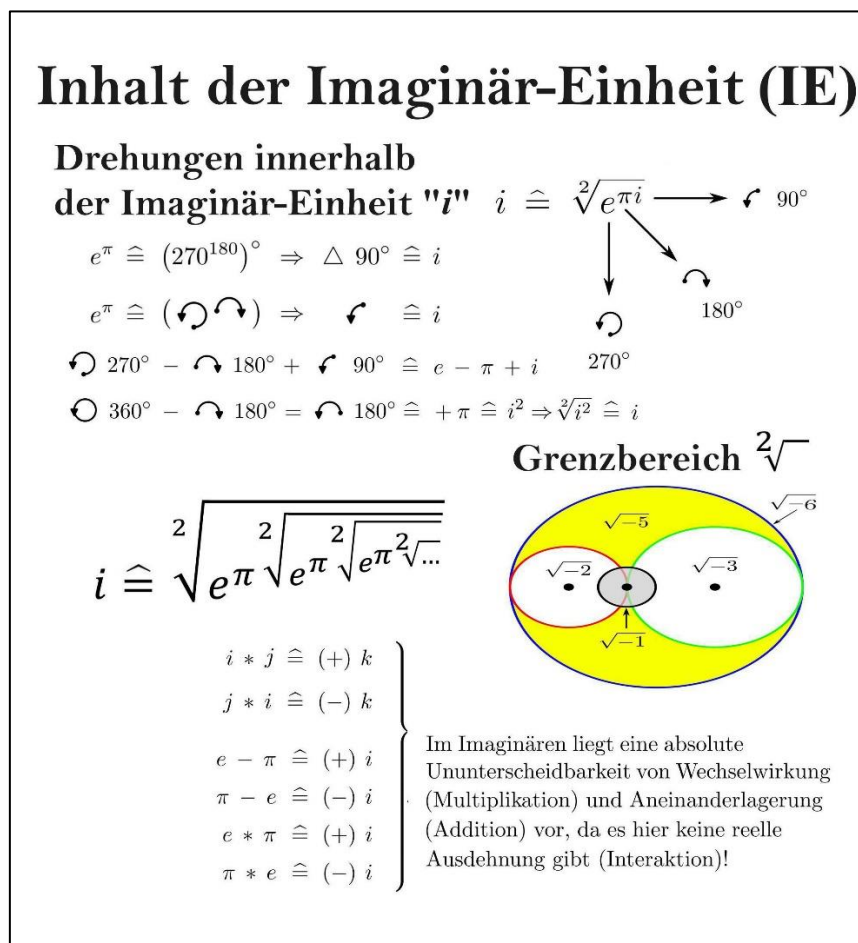 Inhalt der Imaginär-Einheit (IE)
Drehungen innerhalb
der Imaginär-Einheit "i" i ≙ ²√e^{πi} → ↶ 90°
e^π ≙ (270^{180})° ⇒ △ 90° ≙ i
180°
e^π ≙ (↺ ↷) ⇒ ↶ ≙ i
270°
↺ 270° − ↷ 180° + ↶ 90° ≙ e − π + i
↺ 360° − ↷ 180° = ↶ 180° ≙ + π ≙ i² ⇒ ²√i² ≙ i
Grenzbereich ²√
√−6
√−5
√−2
√−3
√−1
i ≙ ²√(e^π ²√(e^π ²√(e^π ²√...)))
i * j ≙ (+) k
j * i ≙ (−) k
e − π ≙ (+) i
π − e ≙ (−) i
e * π ≙ (+) i
π * e ≙ (−) i
Im Imaginären liegt eine absolute
Ununterscheidbarkeit von Wechselwirkung
(Multiplikation) und Aneinanderlagerung
(Addition) vor, da es hier keine reelle
Ausdehnung gibt (Interaktion)!